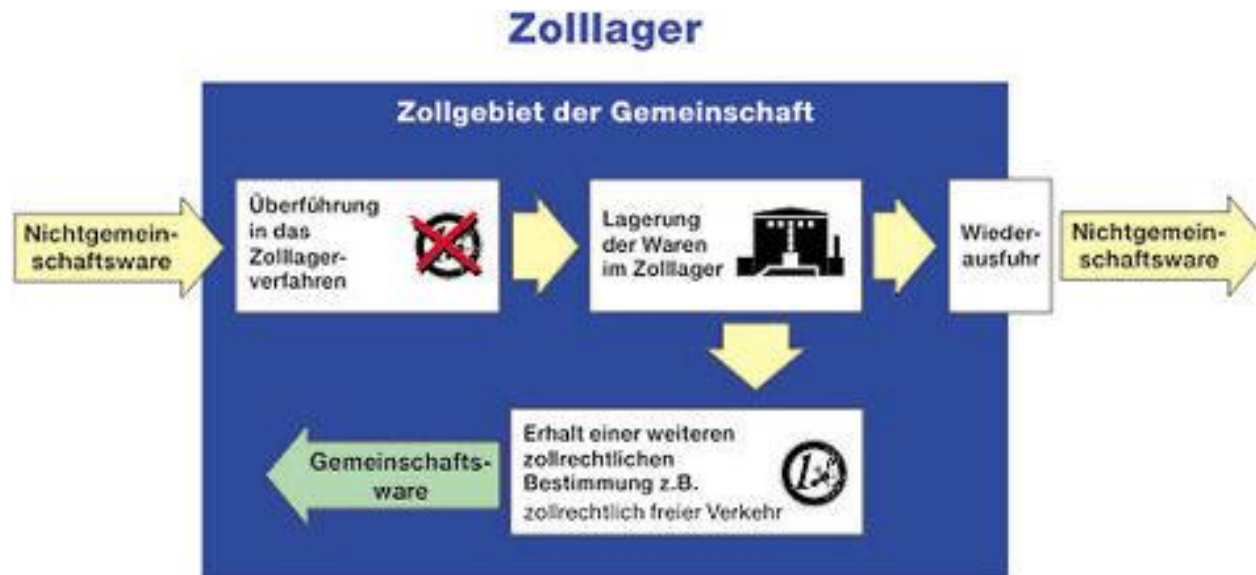 Zolllager
Zollgebiet der Gemeinschaft
Nichtgemein-
schaftsware
Überführung
in das
Zolllager-
verfahren
Lagerung
der Waren
im Zolllager
Wieder-
ausfuhr
Nichtgemein-
schaftsware
Gemeinschafts-
ware
Erhalt einer weiteren
zollrechtlichen
Bestimmung z.B.
zollrechtlich freier Verkehr